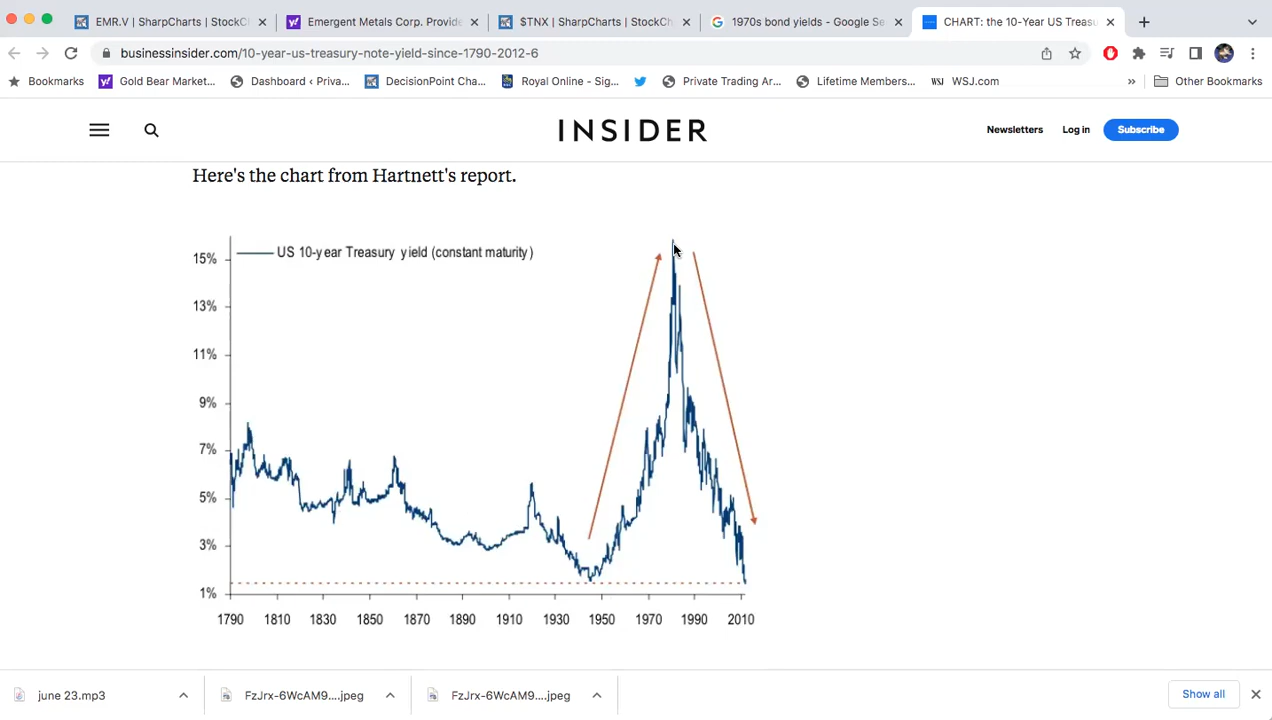 EMR.V | SharpCharts | StockCh
Emergent Metals Corp. Provide
$TNX | SharpCharts | StockCh
1970s bond yields - Google Se
CHART: the 10-Year US Treasu
businessinsider.com/10-year-us-treasury-note-yield-since-1790-2012-6
Bookmarks
Gold Bear Market...
Dashboard ‹ Priva...
DecisionPoint Cha...
Royal Online - Sig...
Private Trading Ar...
Lifetime Members...
WSJ WSJ.com
»
Other Bookmarks
INSIDER
Newsletters
Log in
Subscribe
Here's the chart from Hartnett's report.
US 10-year Treasury yield (constant maturity)
15%
13%
11%
9%
7%
5%
3%
1%
1790 1810 1830 1850 1870 1890 1910 1930 1950 1970 1990 2010
june 23.mp3
FzJrx-6WcAM9....jpeg
FzJrx-6WcAM9....jpeg
Show all